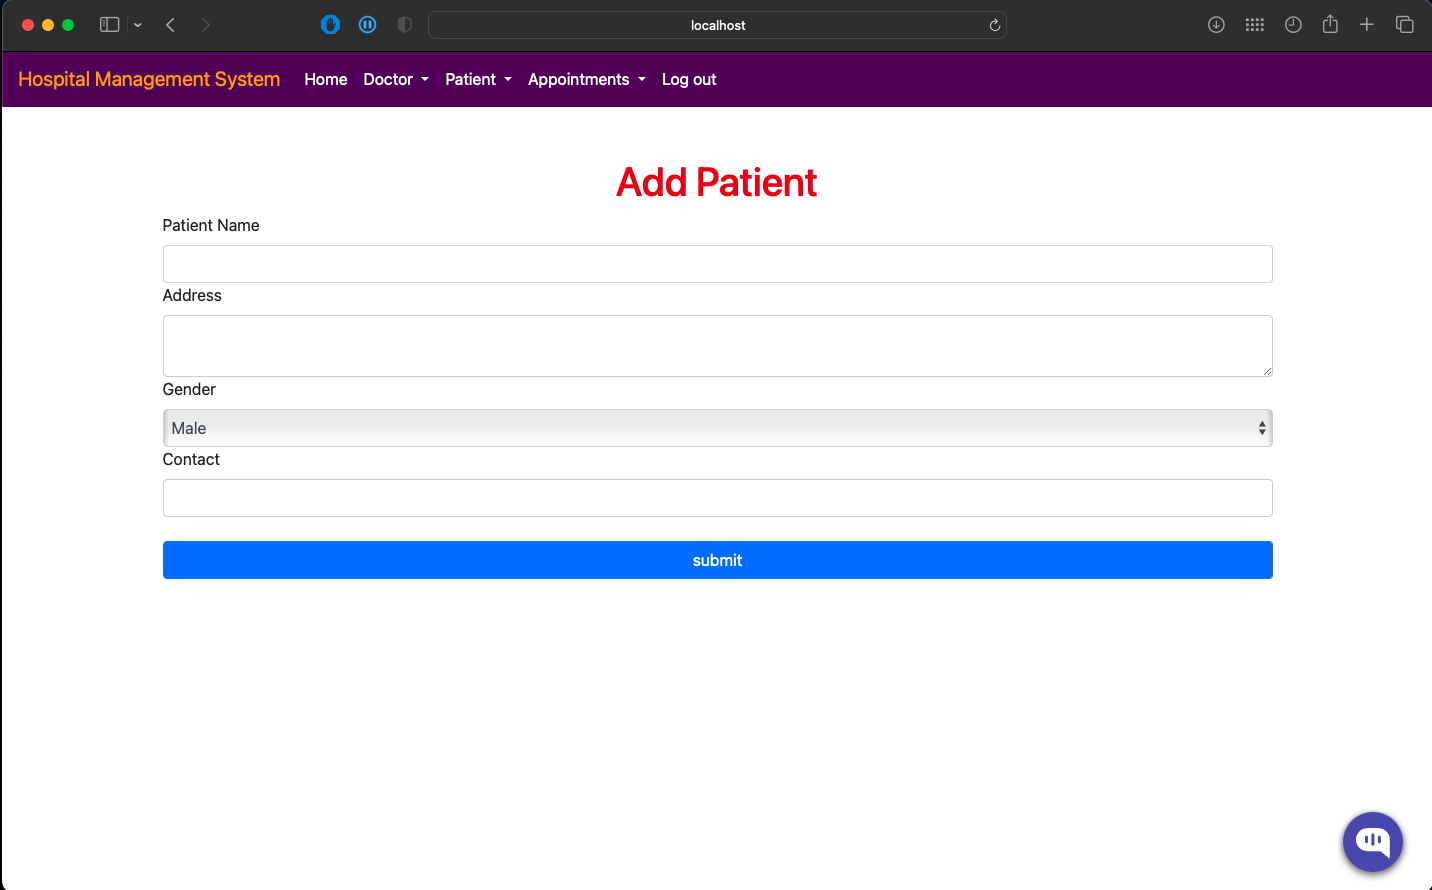 localhost
Hospital Management System Home Doctor Patient Appointments Log out
Add Patient
Patient Name
Address
Gender
Male
Contact
submit